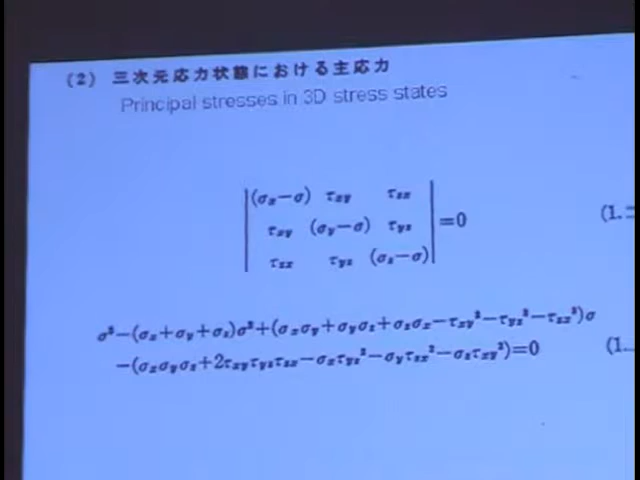 (2) 三次元応力状態における主応力
Principal stresses in 3D stress states
|(σx−σ) τxy τzx|
|τxy (σy−σ) τyz| =0 (1.
|τzx τyz (σz−σ)|
σ³−(σx+σy+σz)σ²+(σxσy+σyσz+σzσx−τxy²−τyz²−τzx²)σ
−(σxσyσz+2τxyτyzτzx−σxτyz²−σyτzx²−σzτxy²)=0 (1.